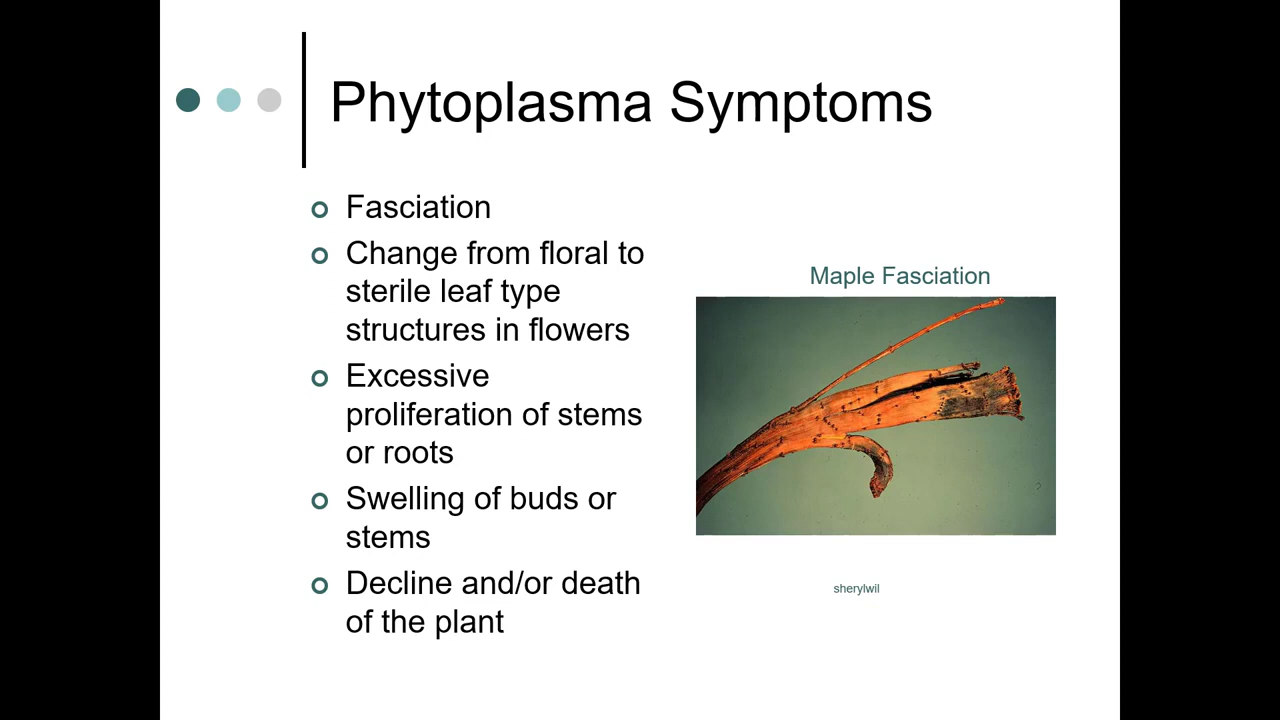 Phytoplasma Symptoms
Fasciation
Change from floral to
sterile leaf type
structures in flowers
Excessive
proliferation of stems
or roots
Swelling of buds or
stems
Decline and/or death
of the plant
Maple Fasciation
sherylwil